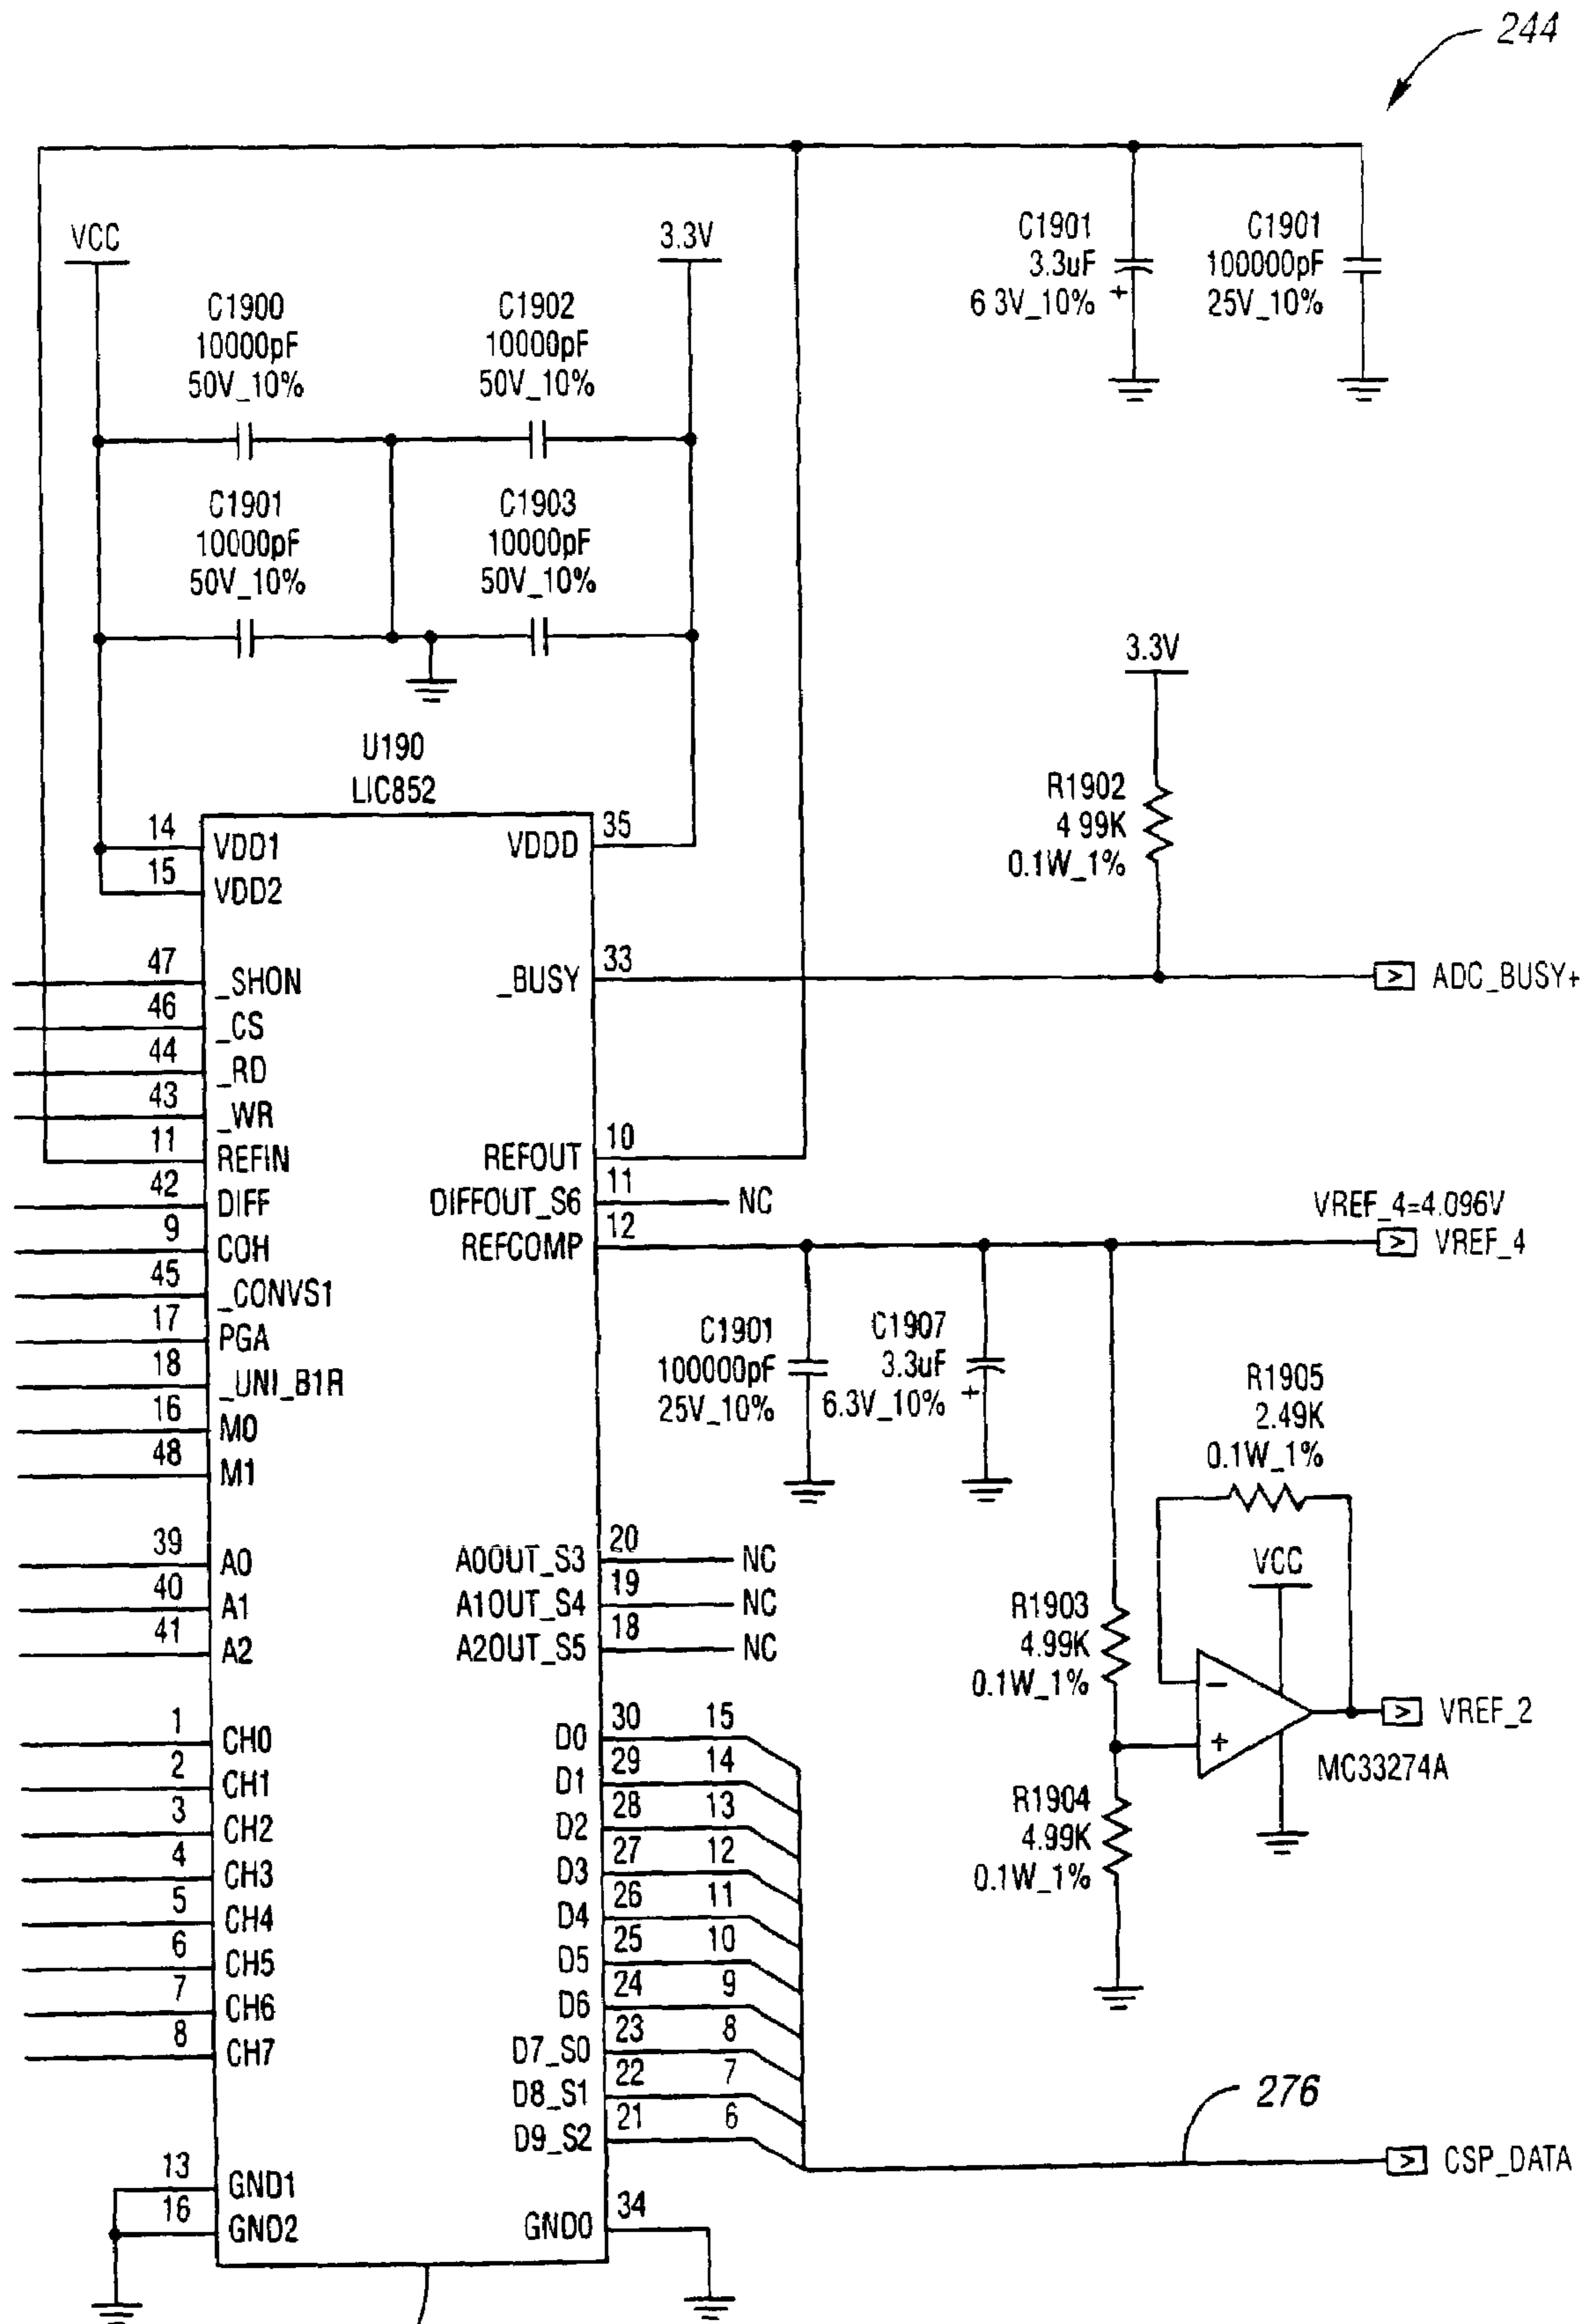 244
VCC
3.3V
C1901
3.3uF
6 3V_10%
+
C1901
100000pF
25V_10%
C1900
10000pF
50V_10%
C1902
10000pF
50V_10%
C1901
10000pF
50V_10%
C1903
10000pF
50V_10%
3.3V
R1902
4 99K
0.1W_1%
U190
LIC852
14 VDD1
15 VDD2
VDDD 35
47 _SHON
46 _CS
44 _RD
43 _WR
11 REFIN
42 DIFF
9 COH
45 _CONVS1
17 PGA
18 _UNI_B1R
16 M0
48 M1
39 A0
40 A1
41 A2
1 CH0
2 CH1
3 CH2
4 CH3
5 CH4
6 CH5
7 CH6
8 CH7
13 GND1
16 GND2
_BUSY 33
> ADC_BUSY+
REFOUT 10
DIFFOUT_S6 11 NC
REFCOMP 12
VREF_4=4.096V
> VREF_4
C1901
100000pF
25V_10%
C1907
3.3uF
6.3V_10%
+
R1905
2.49K
0.1W_1%
VCC
R1903
4.99K
0.1W_1%
−
+
> VREF_2
MC33274A
R1904
4.99K
0.1W_1%
A0OUT_S3 20 NC
A1OUT_S4 19 NC
A2OUT_S5 18 NC
D0 30 15
D1 29 14
D2 28 13
D3 27 12
D4 26 11
D5 25 10
D6 24 9
D7_S0 23 8
D8_S1 22 7
D9_S2 21 6
276
> CSP_DATA
GND0 34